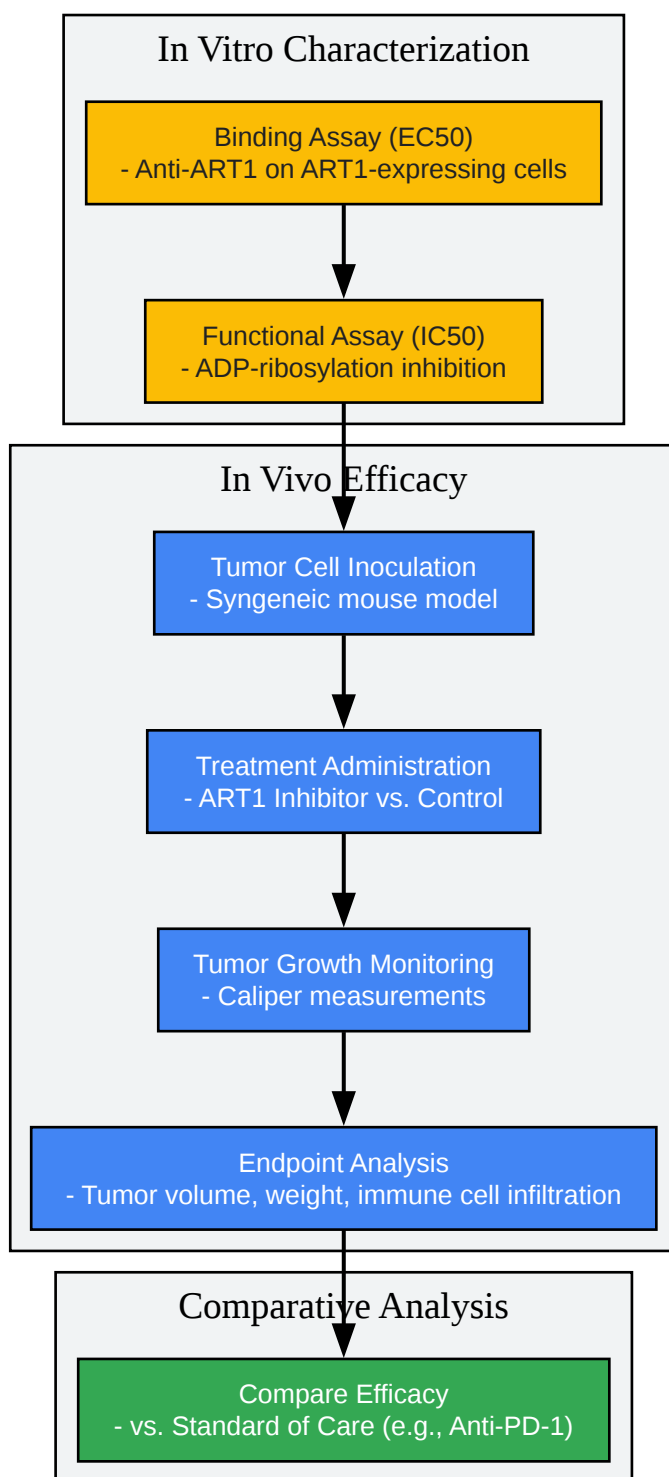 In Vitro Characterization
Binding Assay (EC50)
- Anti-ART1 on ART1-expressing cells
Functional Assay (IC50)
- ADP-ribosylation inhibition
In Vivo Efficacy
Tumor Cell Inoculation
- Syngeneic mouse model
Treatment Administration
- ART1 Inhibitor vs. Control
Tumor Growth Monitoring
- Caliper measurements
Endpoint Analysis
- Tumor volume, weight, immune cell infiltration
Comparative Analysis
Compare Efficacy
- vs. Standard of Care (e.g., Anti-PD-1)